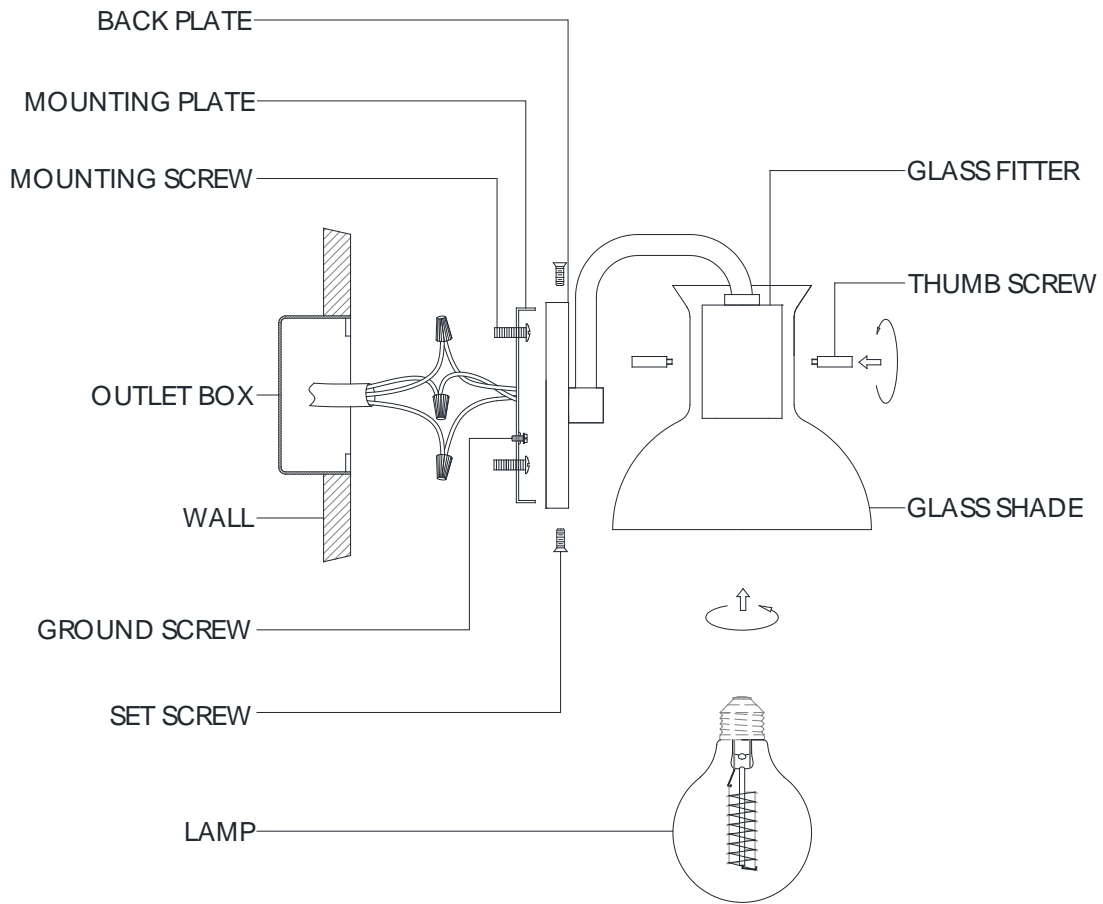 BACK PLATE
MOUNTING PLATE
MOUNTING SCREW
GLASS FITTER
THUMB SCREW
OUTLET BOX
WALL
GLASS SHADE
GROUND SCREW
SET SCREW
LAMP